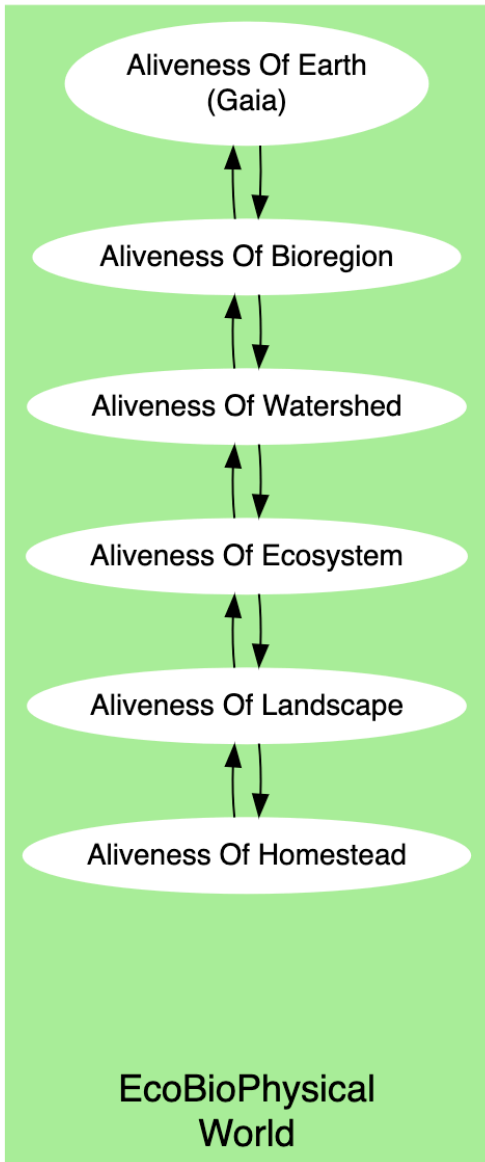 Aliveness Of Earth
(Gaia)
Aliveness Of Bioregion
Aliveness Of Watershed
Aliveness Of Ecosystem
Aliveness Of Landscape
Aliveness Of Homestead
EcoBioPhysical
World